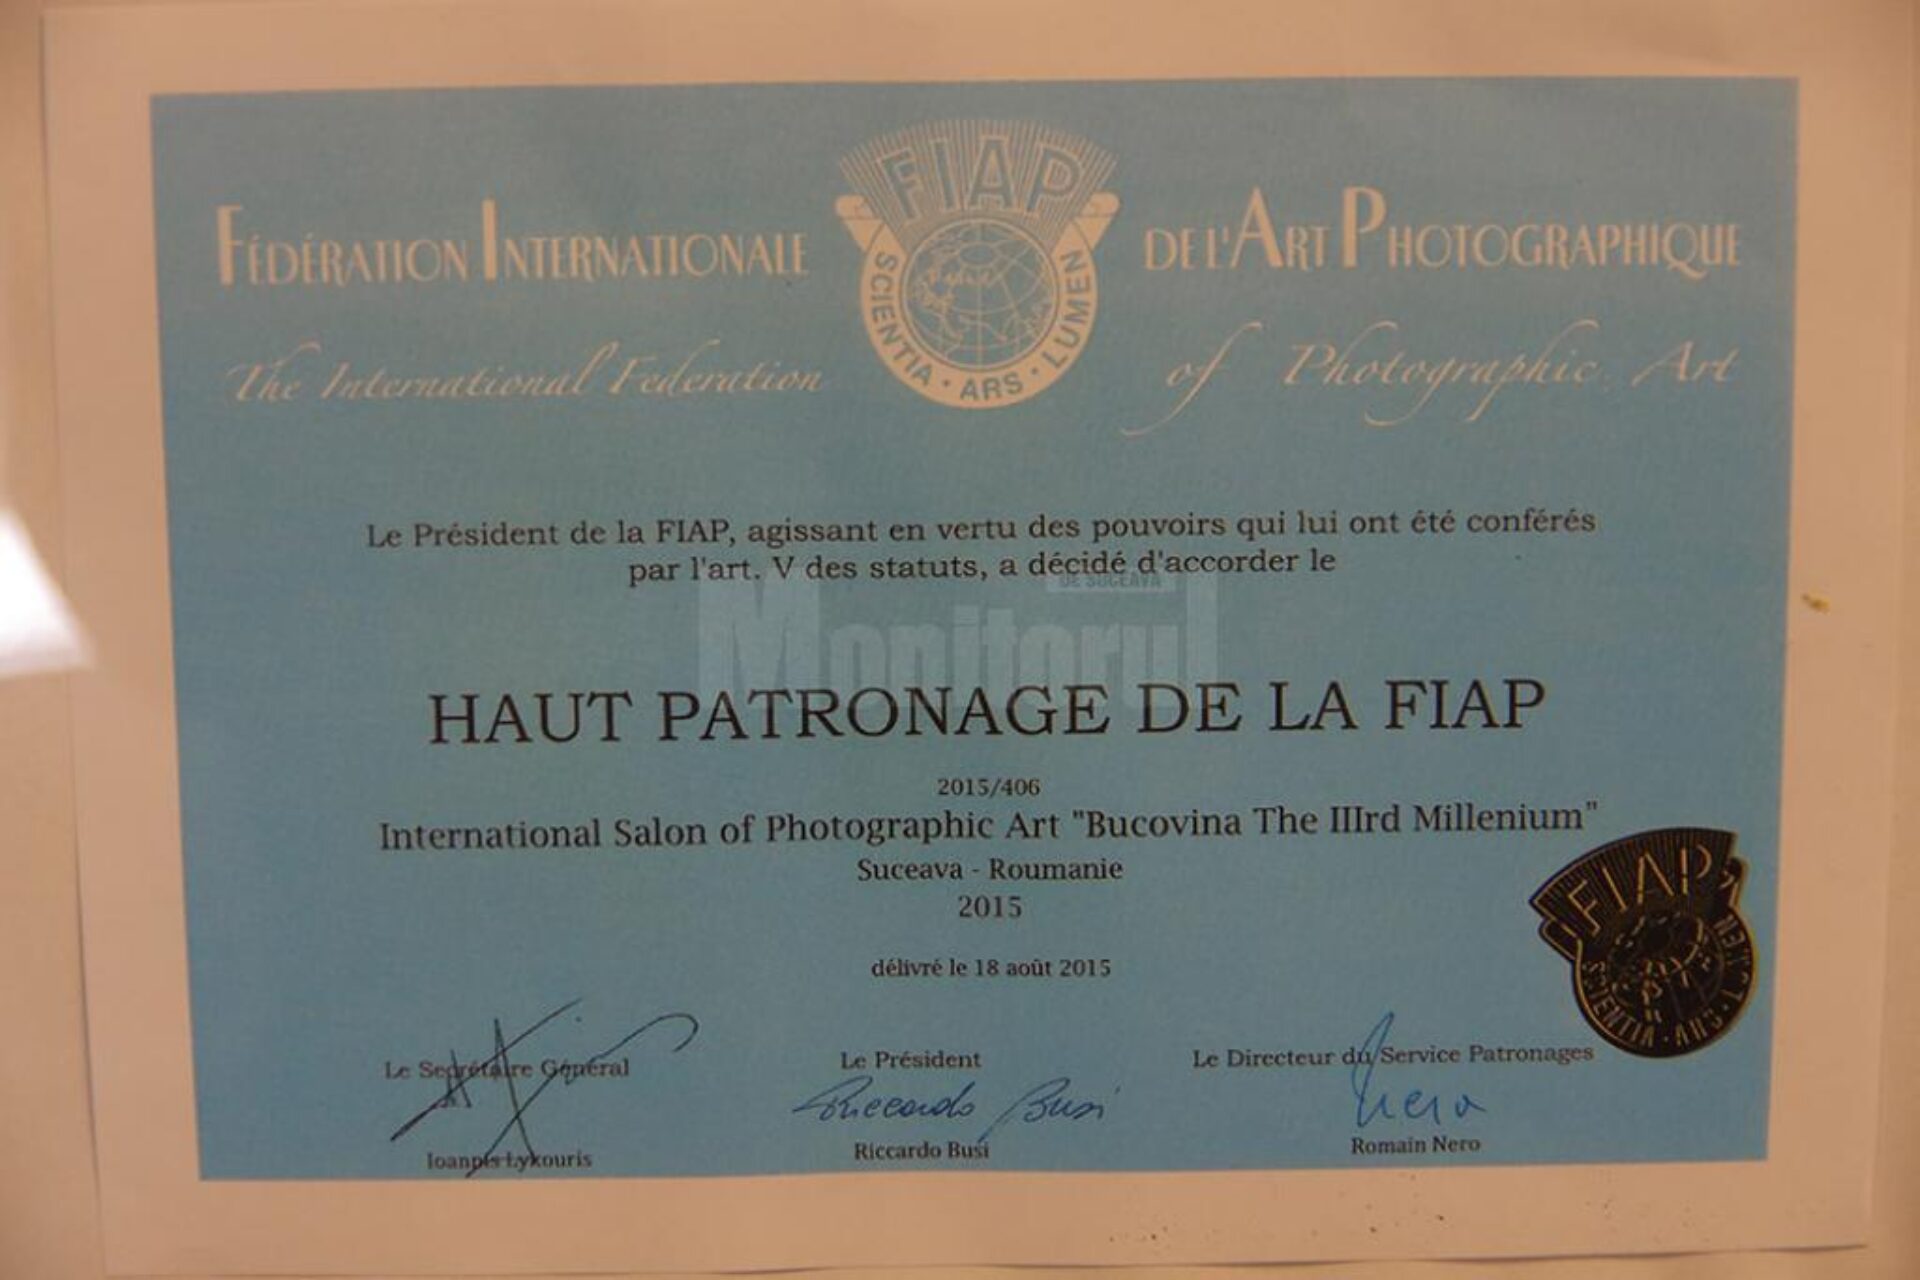 FIAP
SCIENTIA · ARS · LUMEN
FÉDÉRATION INTERNATIONALE DE L'ART PHOTOGRAPHIQUE
The International Federation of Photographic Art
Le Président de la FIAP, agissant en vertu des pouvoirs qui lui ont été conférés
par l'art. V des statuts, a décidé d'accorder le
DE SUCEAVA
Monitorul
HAUT PATRONAGE DE LA FIAP
2015/406
International Salon of Photographic Art "Bucovina The IIIrd Millenium"
Suceava - Roumanie
2015
délivré le 18 août 2015
FIAP
SCIENTIA · ARS ·
Le Secrétaire Général
Le Président
Le Directeur du Service Patronages
Riccardo Busi
Nero
Ioannis Lykouris
Riccardo Busi
Romain Nero